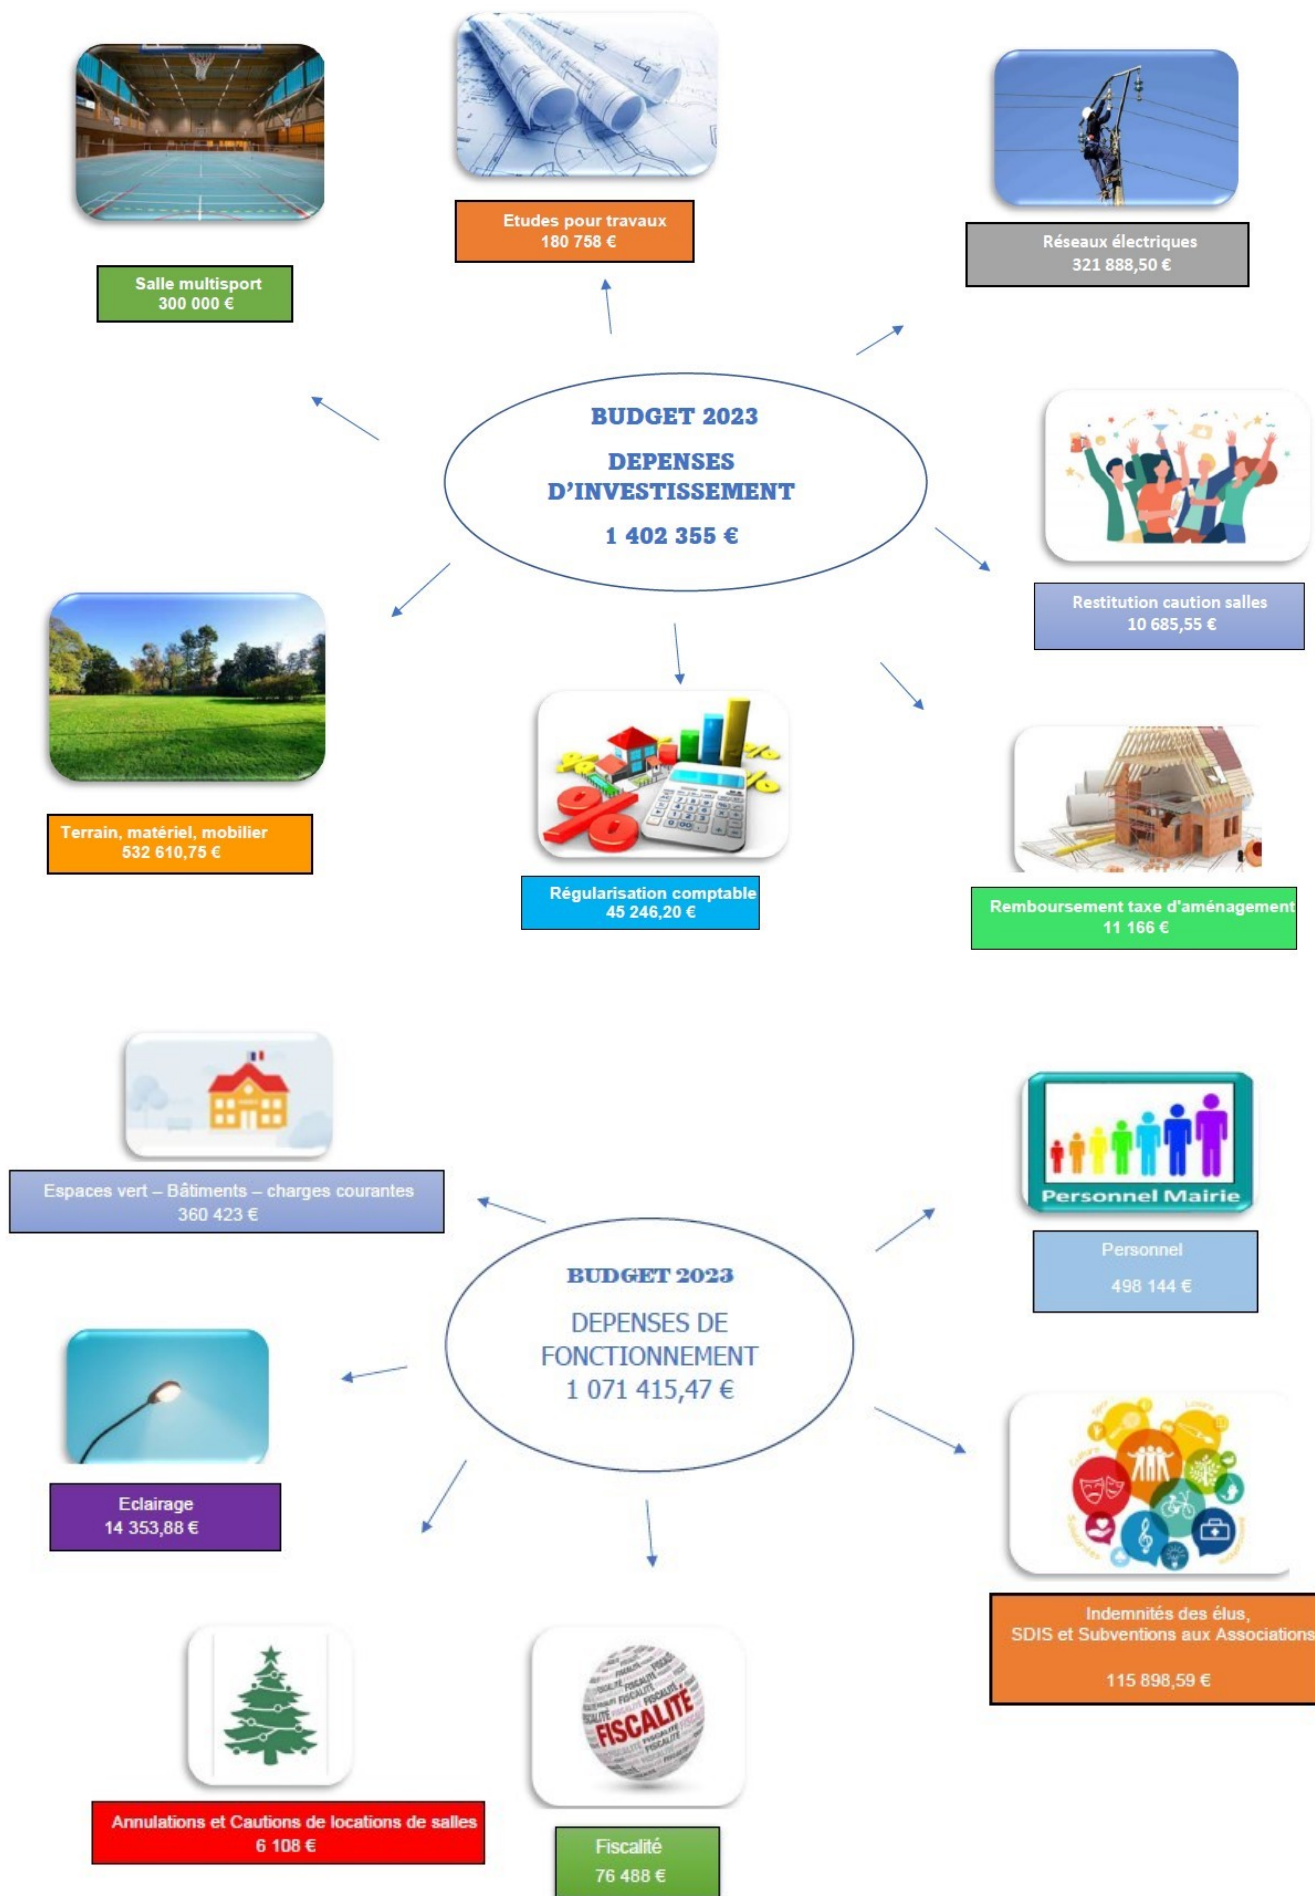 Etudes pour travaux
180 758 €
Réseaux électriques
321 888,50 €
Salle multisport
300 000 €
BUDGET 2023
DEPENSES
D'INVESTISSEMENT
1 402 355 €
Restitution caution salles
10 685,55 €
Terrain, matériel, mobilier
532 610,75 €
Régularisation comptable
45 246,20 €
Remboursement taxe d'aménagement
11 166 €
Espaces vert – Bâtiments – charges courantes
360 423 €
Personnel Mairie
Personnel
498 144 €
BUDGET 2023
DEPENSES DE
FONCTIONNEMENT
1 071 415,47 €
Eclairage
14 353,88 €
Culture
Loisirs
Solidarités
Indemnités des élus,
SDIS et Subventions aux Associations
115 898,59 €
FISCALITÉ
Annulations et Cautions de locations de salles
6 108 €
Fiscalité
76 488 €